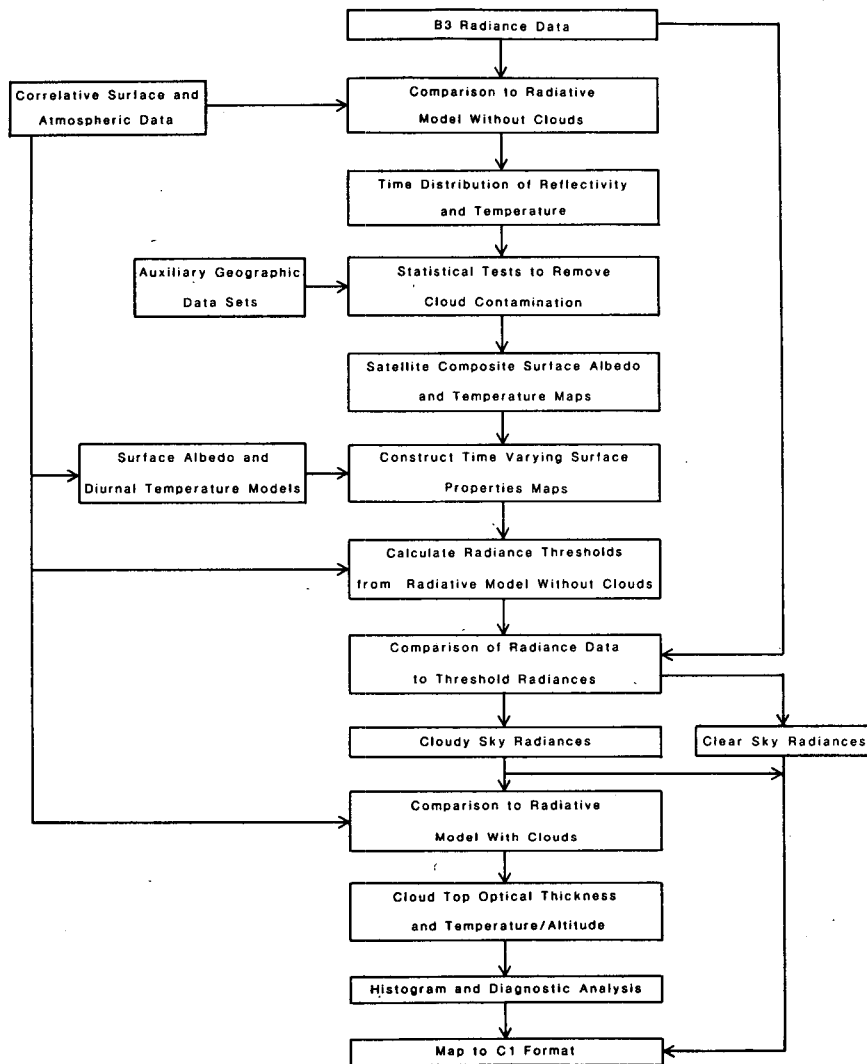 B3 Radiance Data
Correlative Surface and
Atmospheric Data
Comparison to Radiative
Model Without Clouds
Time Distribution of Reflectivity
and Temperature
Auxiliary Geographic
Data Sets
Statistical Tests to Remove
Cloud Contamination
Satellite Composite Surface Albedo
and Temperature Maps
Surface Albedo and
Diurnal Temperature Models
Construct Time Varying Surface
Properties Maps
Calculate Radiance Thresholds
from Radiative Model Without Clouds
Comparison of Radiance Data
to Threshold Radiances
Cloudy Sky Radiances
Clear Sky Radiances
Comparison to Radiative
Model With Clouds
Cloud Top Optical Thickness
and Temperature/Altitude
Histogram and Diagnostic Analysis
Map to C1 Format